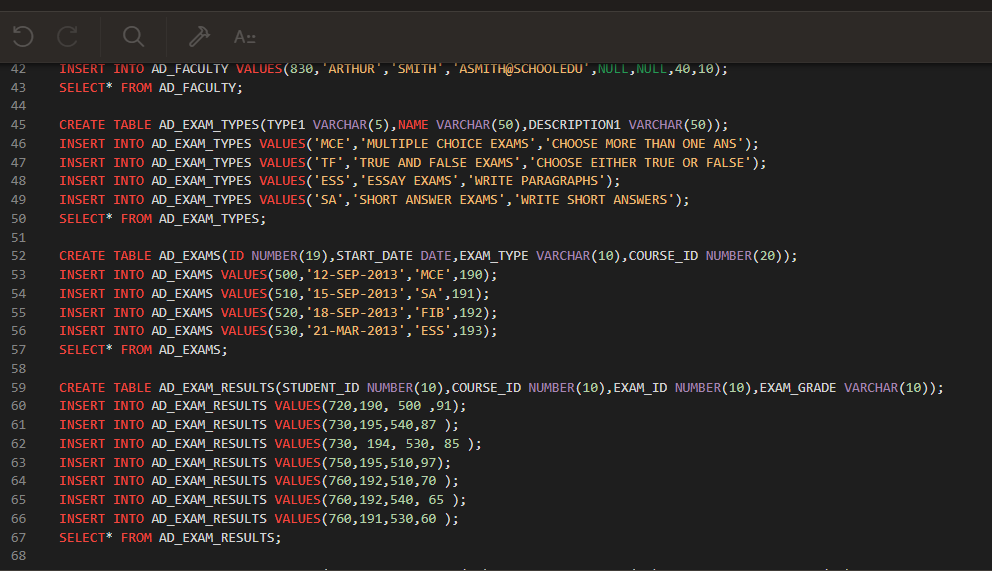 A
42 INSERT INTO AD_FACULTY VALUES(830,'ARTHUR','SMITH','ASMITH@SCHOOLEDU',NULL,NULL,40,10);
43 SELECT* FROM AD_FACULTY;
44
45 CREATE TABLE AD_EXAM_TYPES(TYPE1 VARCHAR(5),NAME VARCHAR(50),DESCRIPTION1 VARCHAR(50));
46 INSERT INTO AD_EXAM_TYPES VALUES('MCE','MULTIPLE CHOICE EXAMS','CHOOSE MORE THAN ONE ANS');
47 INSERT INTO AD_EXAM_TYPES VALUES('TF','TRUE AND FALSE EXAMS','CHOOSE EITHER TRUE OR FALSE');
48 INSERT INTO AD_EXAM_TYPES VALUES('ESS','ESSAY EXAMS','WRITE PARAGRAPHS');
49 INSERT INTO AD_EXAM_TYPES VALUES('SA','SHORT ANSWER EXAMS','WRITE SHORT ANSWERS');
50 SELECT* FROM AD_EXAM_TYPES;
51
52 CREATE TABLE AD_EXAMS(ID NUMBER(19),START_DATE DATE,EXAM_TYPE VARCHAR(10),COURSE_ID NUMBER(20));
53 INSERT INTO AD_EXAMS VALUES(500,'12-SEP-2013','MCE',190);
54 INSERT INTO AD_EXAMS VALUES(510,'15-SEP-2013','SA',191);
55 INSERT INTO AD_EXAMS VALUES(520,'18-SEP-2013','FIB',192);
56 INSERT INTO AD_EXAMS VALUES(530,'21-MAR-2013','ESS',193);
57 SELECT* FROM AD_EXAMS;
58
59 CREATE TABLE AD_EXAM_RESULTS(STUDENT_ID NUMBER(10),COURSE_ID NUMBER(10),EXAM_ID NUMBER(10),EXAM_GRADE VARCHAR(10));
60 INSERT INTO AD_EXAM_RESULTS VALUES(720,190, 500 ,91);
61 INSERT INTO AD_EXAM_RESULTS VALUES(730,195,540,87 );
62 INSERT INTO AD_EXAM_RESULTS VALUES(730, 194, 530, 85 );
63 INSERT INTO AD_EXAM_RESULTS VALUES(750,195,510,97);
64 INSERT INTO AD_EXAM_RESULTS VALUES(760,192,510,70 );
65 INSERT INTO AD_EXAM_RESULTS VALUES(760,192,540, 65 );
66 INSERT INTO AD_EXAM_RESULTS VALUES(760,191,530,60 );
67 SELECT* FROM AD_EXAM_RESULTS;
68